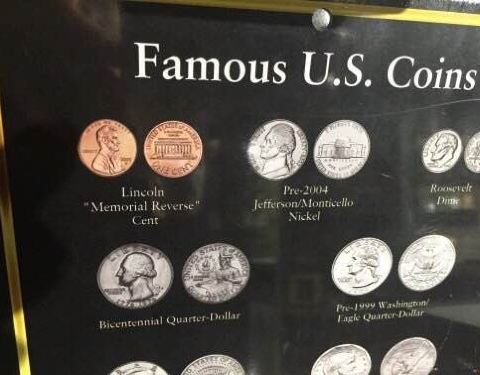 Famous U.S. Coins
Lincoln
"Memorial Reverse"
Cent
Pre-2004
Jefferson/Monticello
Nickel
Roosevelt
Dime
Bicentennial Quarter-Dollar
Pre-1999 Washington/
Eagle Quarter-Dollar